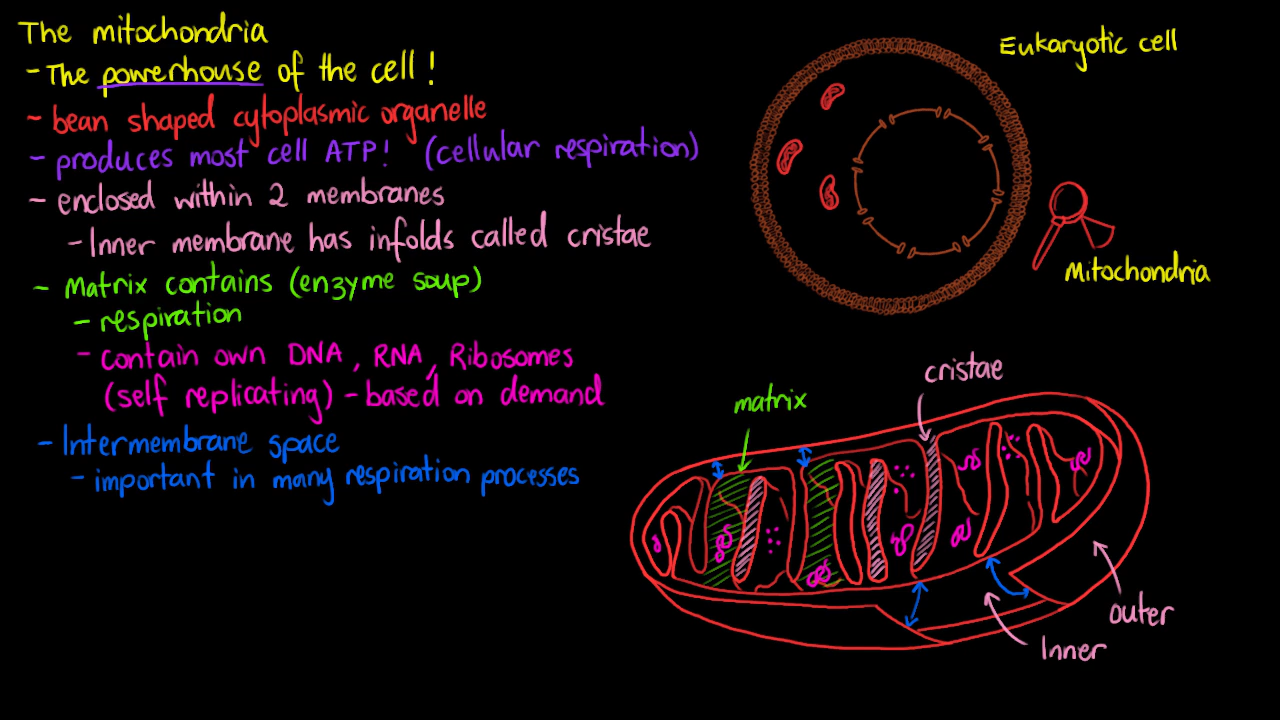 The mitochondria
- The powerhouse of the cell!
- bean shaped cytoplasmic organelle
- produces most cell ATP! (cellular respiration)
- enclosed within 2 membranes
- Inner membrane has infolds called cristae
- Matrix contains (enzyme soup)
- respiration
- contain own DNA, RNA, Ribosomes
(self replicating) - based on demand
- Intermembrane space
- important in many respiration processes
Eukaryotic cell
Mitochondria
cristae
matrix
outer
Inner